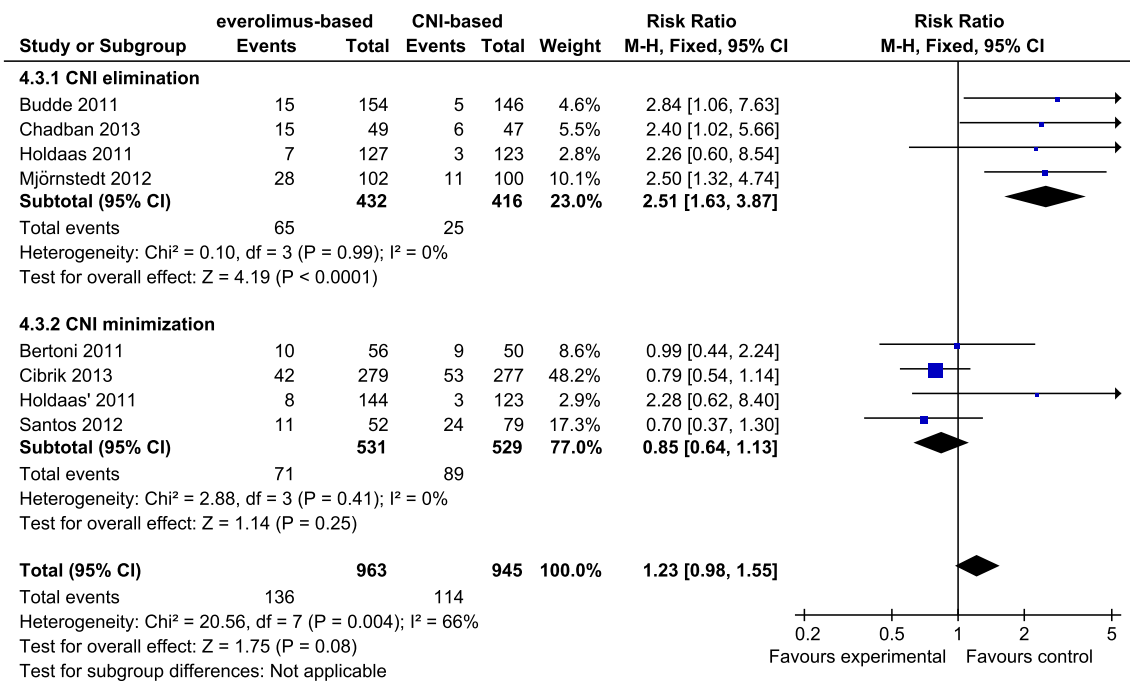 everolimus-based CNI-based Risk Ratio Risk Ratio
Study or Subgroup Events Total Events Total Weight M-H, Fixed, 95% CI M-H, Fixed, 95% CI
4.3.1 CNI elimination
Budde 2011 15 154 5 146 4.6% 2.84 [1.06, 7.63]
Chadban 2013 15 49 6 47 5.5% 2.40 [1.02, 5.66]
Holdaas 2011 7 127 3 123 2.8% 2.26 [0.60, 8.54]
Mjörnstedt 2012 28 102 11 100 10.1% 2.50 [1.32, 4.74]
Subtotal (95% CI) 432 416 23.0% 2.51 [1.63, 3.87]
Total events 65 25
Heterogeneity: Chi² = 0.10, df = 3 (P = 0.99); I² = 0%
Test for overall effect: Z = 4.19 (P < 0.0001)
4.3.2 CNI minimization
Bertoni 2011 10 56 9 50 8.6% 0.99 [0.44, 2.24]
Cibrik 2013 42 279 53 277 48.2% 0.79 [0.54, 1.14]
Holdaas' 2011 8 144 3 123 2.9% 2.28 [0.62, 8.40]
Santos 2012 11 52 24 79 17.3% 0.70 [0.37, 1.30]
Subtotal (95% CI) 531 529 77.0% 0.85 [0.64, 1.13]
Total events 71 89
Heterogeneity: Chi² = 2.88, df = 3 (P = 0.41); I² = 0%
Test for overall effect: Z = 1.14 (P = 0.25)
Total (95% CI) 963 945 100.0% 1.23 [0.98, 1.55]
Total events 136 114
Heterogeneity: Chi² = 20.56, df = 7 (P = 0.004); I² = 66%
Test for overall effect: Z = 1.75 (P = 0.08)
Test for subgroup differences: Not applicable
0.2 0.5 1 2 5
Favours experimental Favours control